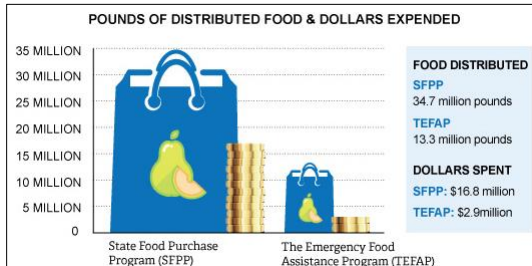 POUNDS OF DISTRIBUTED FOOD & DOLLARS EXPENDED
35 MILLION
30 MILLION
25 MILLION
20 MILLION
15 MILLION
10 MILLION
5 MILLION
0
State Food Purchase
Program (SFPP)
The Emergency Food
Assistance Program (TEFAP)
FOOD DISTRIBUTED
SFPP
34.7 million pounds
TEFAP
13.3 million pounds
DOLLARS SPENT
SFPP: $16.8 million
TEFAP: $2.9million